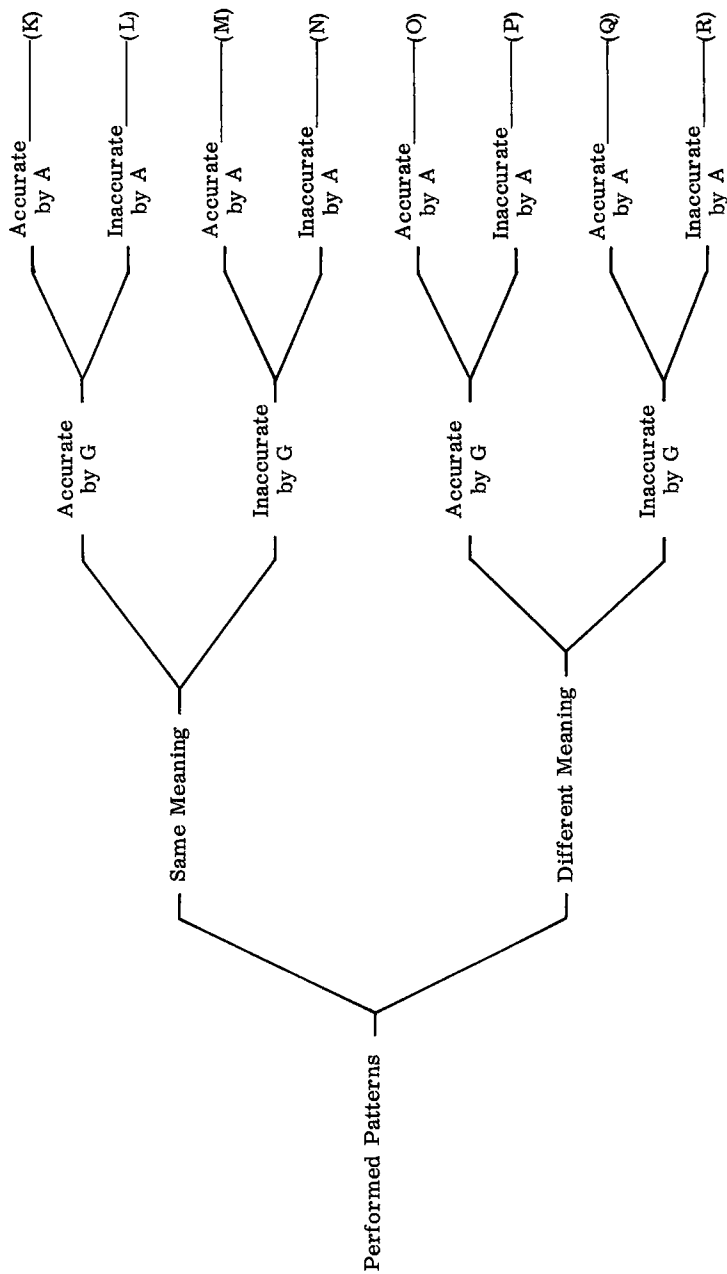 Performed Patterns
Same Meaning
Different Meaning
Accurate
by G
Inaccurate
by G
Accurate
by G
Inaccurate
by G
Accurate
by A
(K)
Inaccurate
by A
(L)
Accurate
by A
(M)
Inaccurate
by A
(N)
Accurate
by A
(O)
Inaccurate
by A
(P)
Accurate
by A
(Q)
Inaccurate
by A
(R)